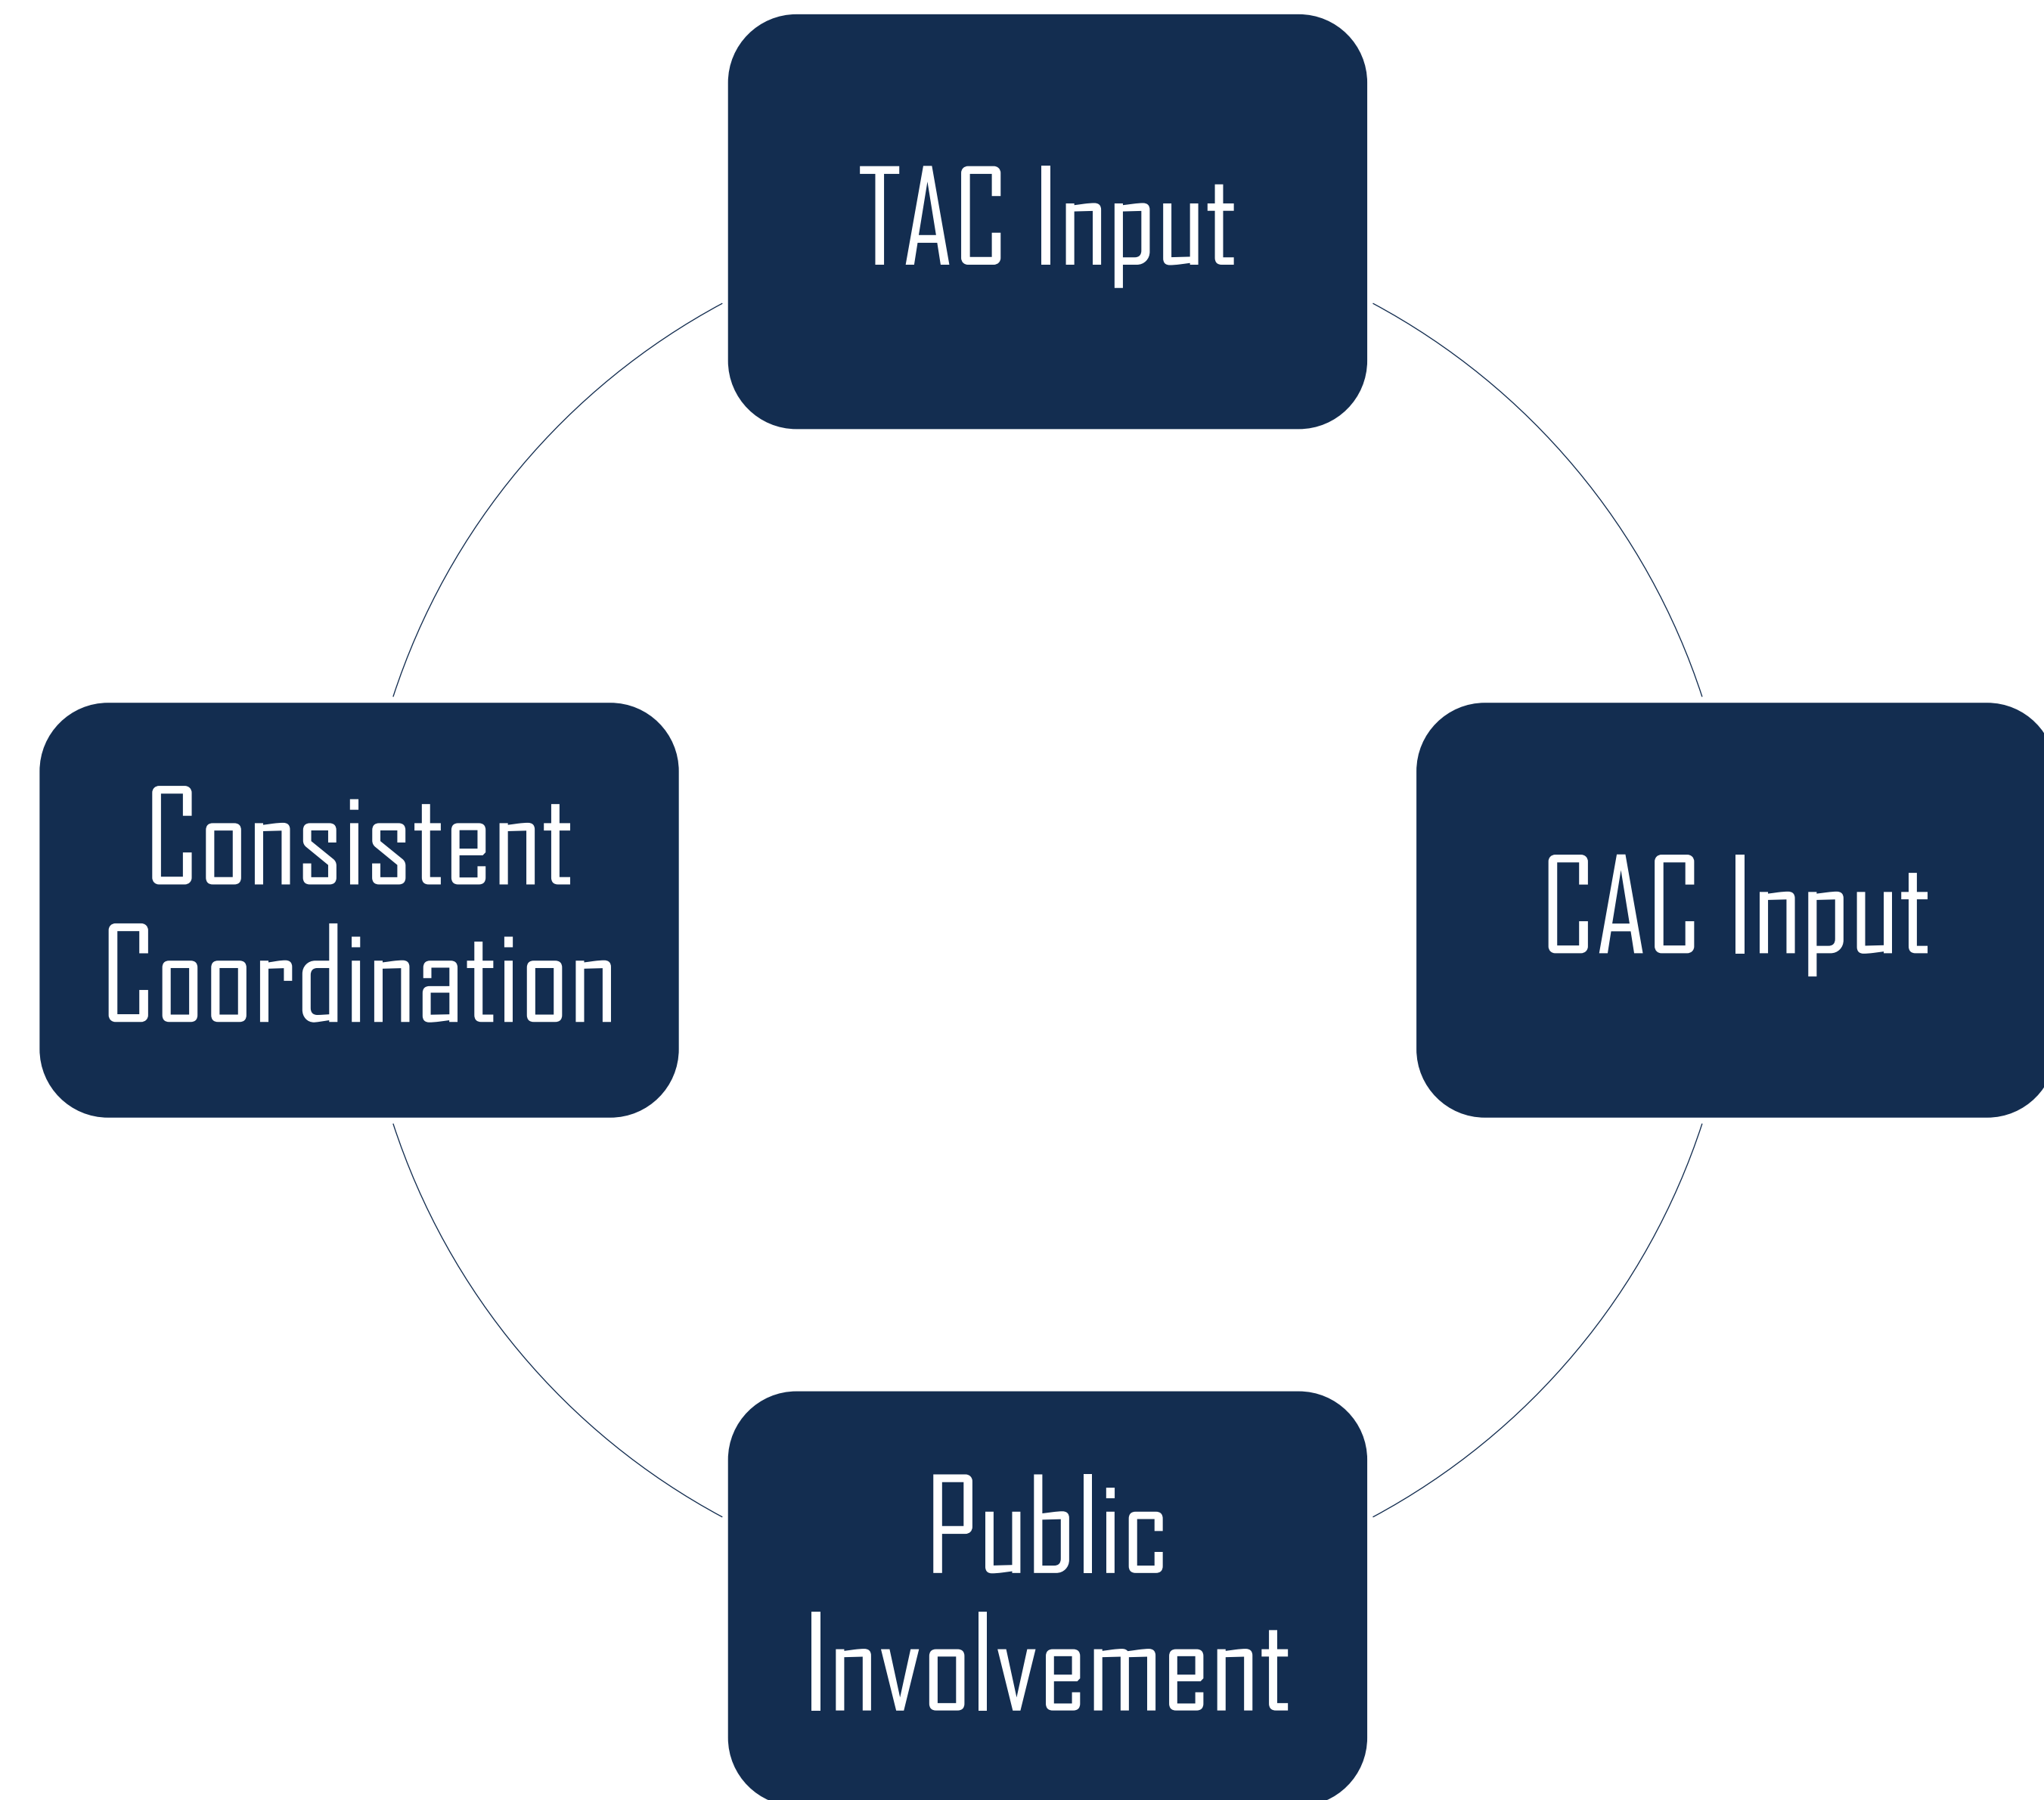 TAC Input
Consistent
Coordination
CAC Input
Public
Involvement